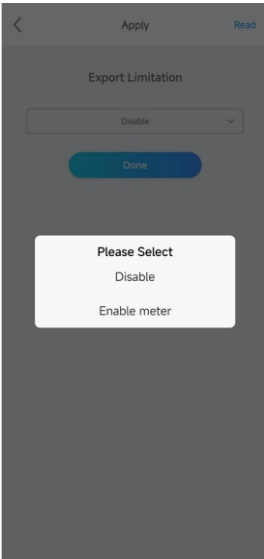 Apply Read
Export Limitation
Disable
Done
Please Select
Disable
Enable meter